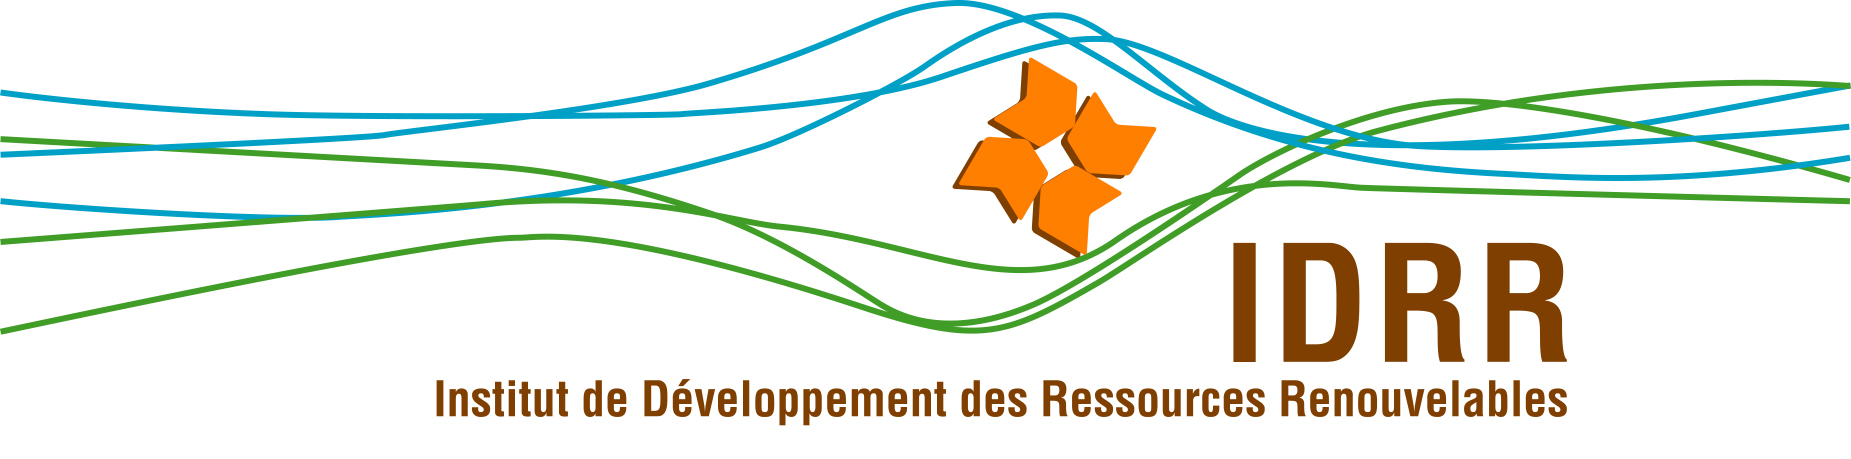 IDRR
Institut de Développement des Ressources Renouvelables